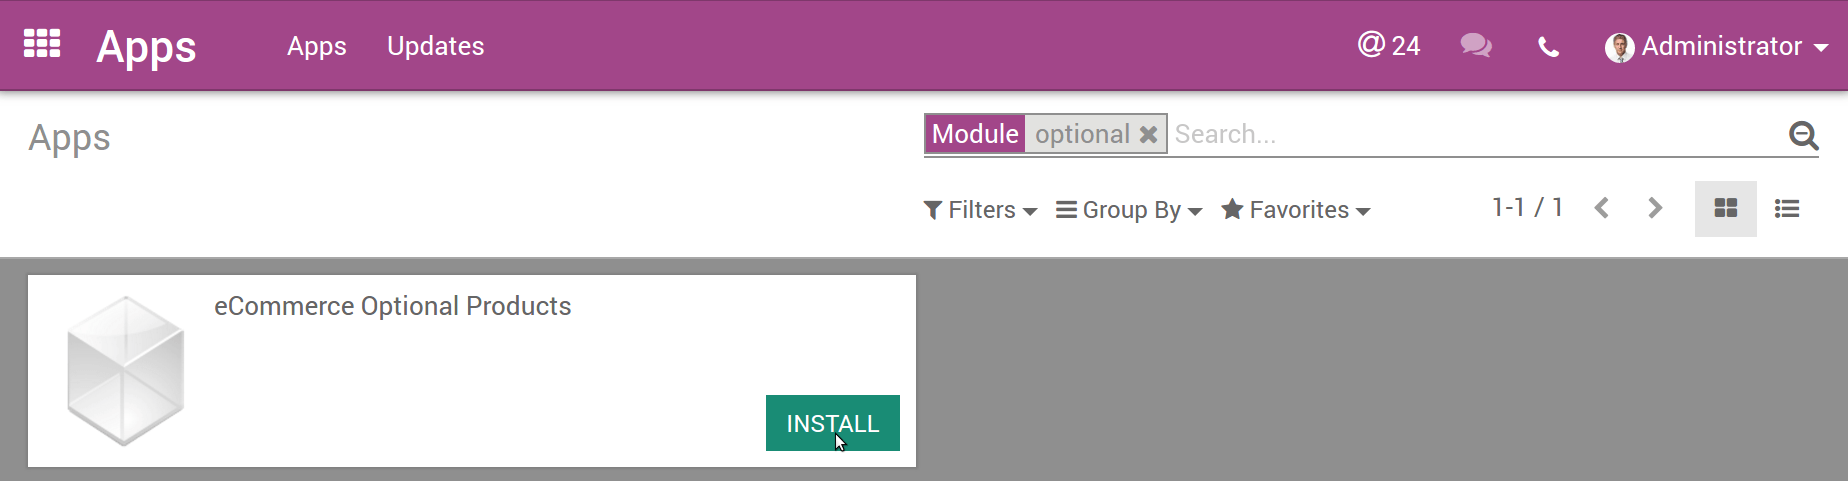 Apps Apps Updates @ 24 Administrator
Apps Module optional Search...
Filters Group By Favorites 1-1 / 1
eCommerce Optional Products
INSTALL